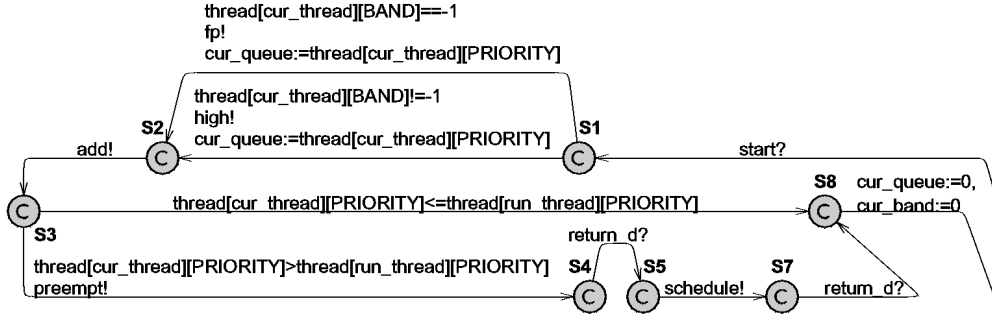 thread[cur_thread][BAND]==-1
fp!
cur_queue:=thread[cur_thread][PRIORITY]
thread[cur_thread][BAND]!=-1
high!
cur_queue:=thread[cur_thread][PRIORITY]
S2
S1
add!
start?
C
C
thread[cur_thread][PRIORITY]<=thread[run_thread][PRIORITY]
S8
cur_queue:=0,
cur_band:=0
C
C
S3
return_d?
thread[cur_thread][PRIORITY]>thread[run_thread][PRIORITY]
preempt!
S4
S5
S7
C
C
schedule!
C
return_d?